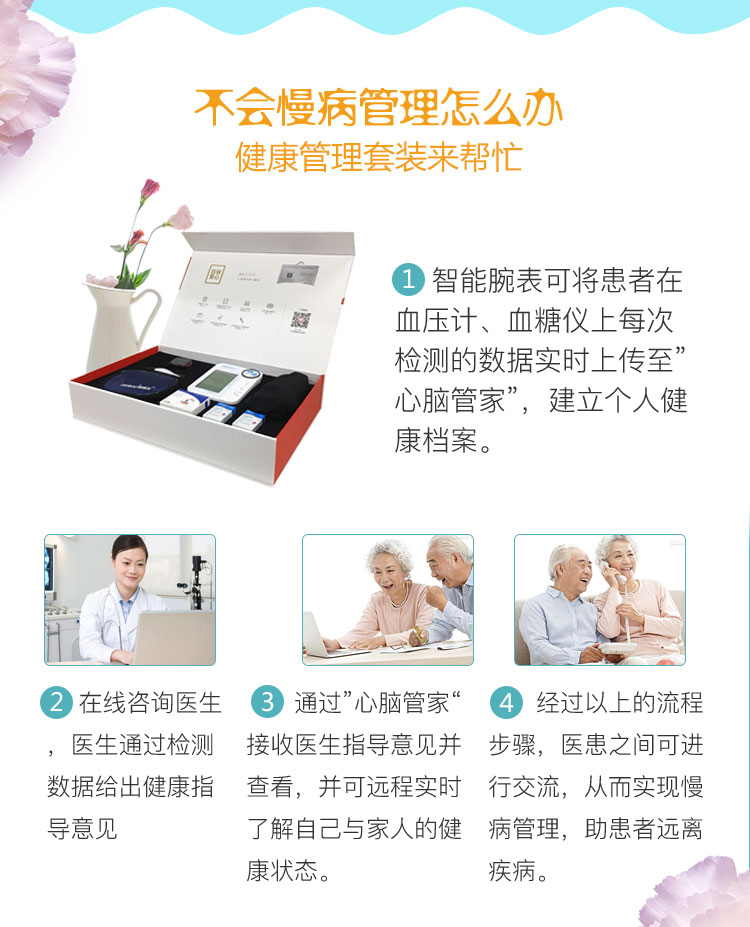 不会慢病管理怎么办
健康管理套装来帮忙
1 智能腕表可将患者在
血压计、血糖仪上每次
检测的数据实时上传至”
心脑管家”，建立个人健
康档案。
2 在线咨询医生
，医生通过检测
数据给出健康指
导意见
3 通过”心脑管家“
接收医生指导意见并
查看，并可远程实时
了解自己与家人的健
康状态。
4 经过以上的流程
步骤，医患之间可进
行交流，从而实现慢
病管理，助患者远离
疾病。